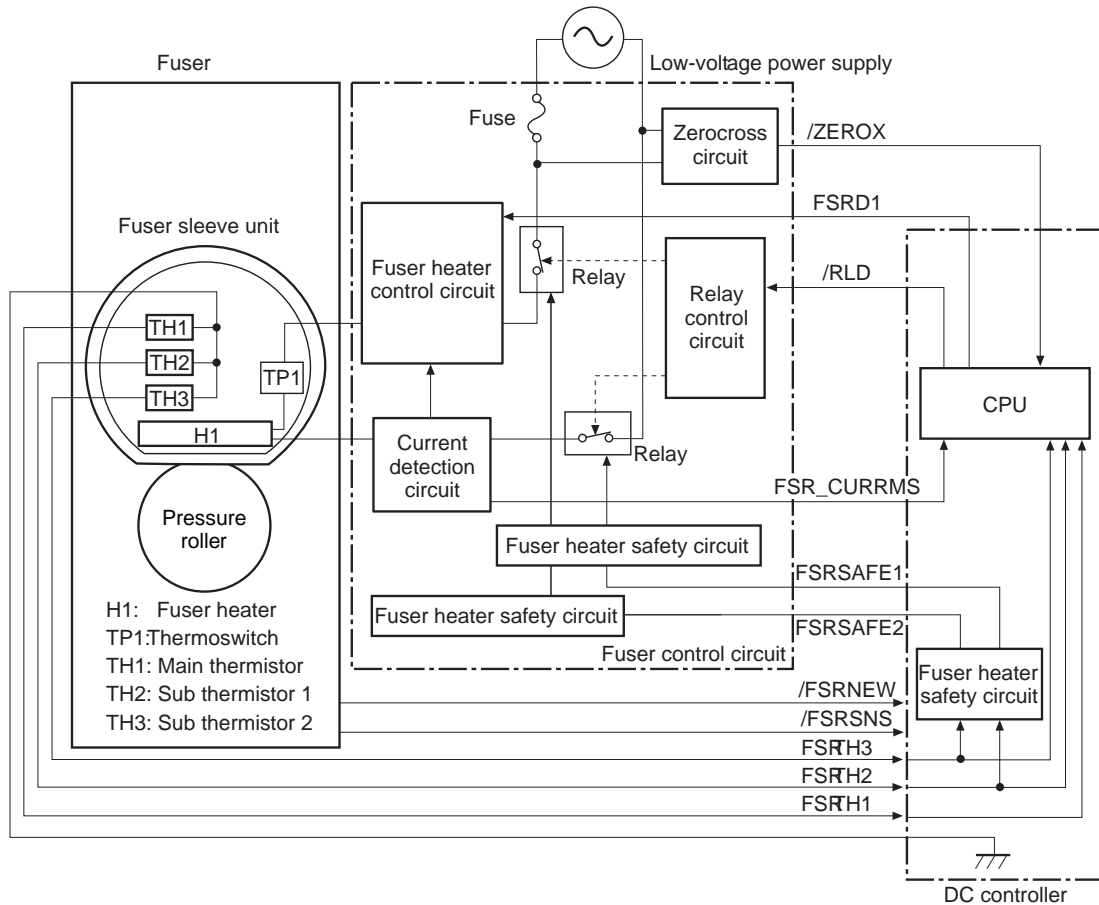 Low-voltage power supply
Fuser
Fuse
Zerocross
circuit
/ZEROX
FSRD1
Fuser sleeve unit
Fuser heater
control circuit
Relay
Relay
control
circuit
/RLD
TH1
TH2
TH3
TP1
H1
CPU
Current
detection
circuit
Relay
FSR_CURRMS
Pressure
roller
Fuser heater safety circuit
FSRSAFE1
Fuser heater safety circuit
FSRSAFE2
Fuser control circuit
Fuser heater
safety circuit
H1: Fuser heater
TP1:Thermoswitch
TH1: Main thermistor
TH2: Sub thermistor 1
TH3: Sub thermistor 2
/FSRNEW
/FSRSNS
FSRTH3
FSRTH2
FSRTH1
DC controller